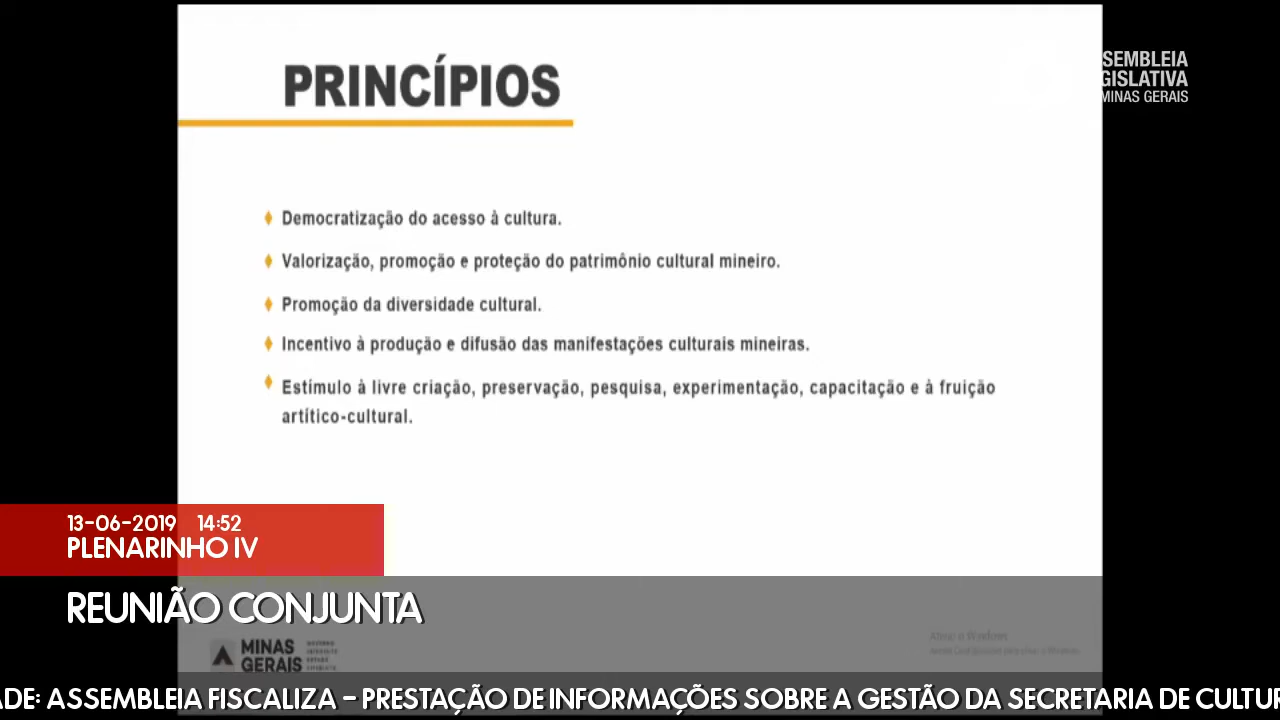 PRINCÍPIOS
SEMBLEIA
GISLATIVA
MINAS GERAIS
Democratização do acesso à cultura.
Valorização, promoção e proteção do patrimônio cultural mineiro.
Promoção da diversidade cultural.
Incentivo à produção e difusão das manifestações culturais mineiras.
Estímulo à livre criação, preservação, pesquisa, experimentação, capacitação e à fruição
artítico-cultural.
13-06-2019 14:52
PLENARINHO IV
REUNIÃO CONJUNTA
MINAS
GERAIS
Ativar o Windows
ADE: ASSEMBLEIA FISCALIZA - PRESTAÇÃO DE INFORMAÇÕES SOBRE A GESTÃO DA SECRETARIA DE CULTU